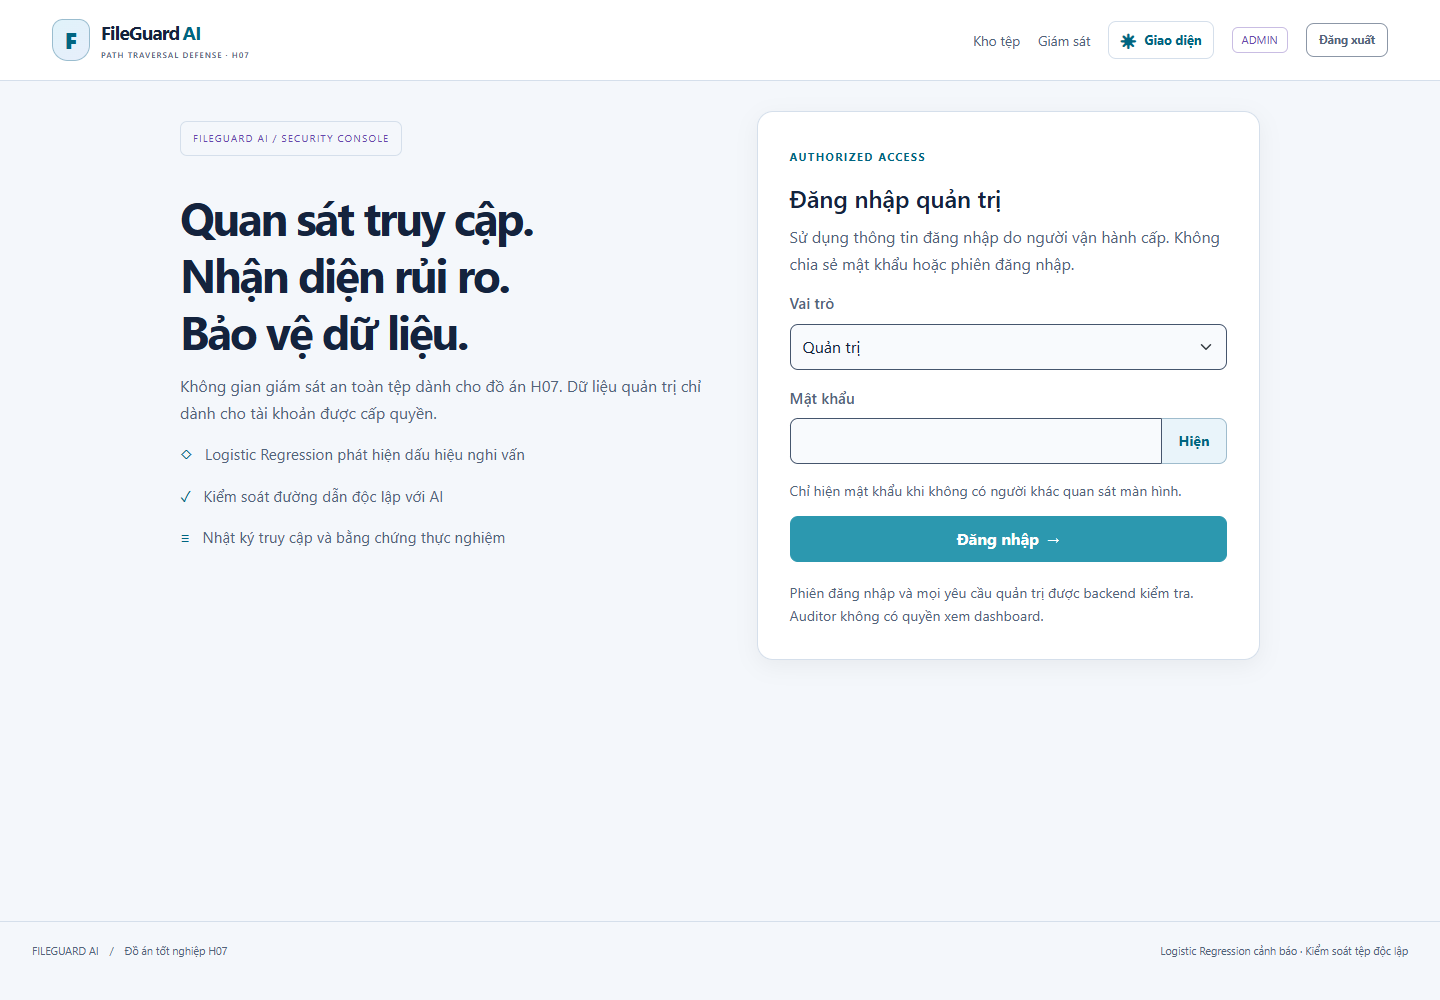 F
FileGuard AI
PATH TRAVERSAL DEFENSE · H07
Kho tệp
Giám sát
Giao diện
ADMIN
Đăng xuất
FILEGUARD AI / SECURITY CONSOLE
Quan sát truy cập.
Nhận diện rủi ro.
Bảo vệ dữ liệu.
Không gian giám sát an toàn tệp dành cho đồ án H07. Dữ liệu quản trị chỉ
dành cho tài khoản được cấp quyền.
◇ Logistic Regression phát hiện dấu hiệu nghi vấn
✓ Kiểm soát đường dẫn độc lập với AI
≡ Nhật ký truy cập và bằng chứng thực nghiệm
AUTHORIZED ACCESS
Đăng nhập quản trị
Sử dụng thông tin đăng nhập do người vận hành cấp. Không
chia sẻ mật khẩu hoặc phiên đăng nhập.
Vai trò
Quản trị
Mật khẩu
Hiện
Chỉ hiện mật khẩu khi không có người khác quan sát màn hình.
Đăng nhập →
Phiên đăng nhập và mọi yêu cầu quản trị được backend kiểm tra.
Auditor không có quyền xem dashboard.
FILEGUARD AI / Đồ án tốt nghiệp H07
Logistic Regression cảnh báo · Kiểm soát tệp độc lập